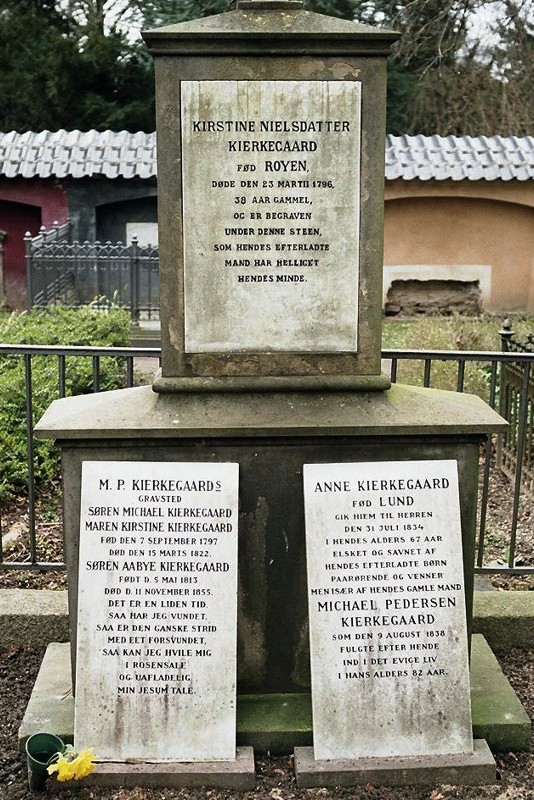 KIRSTINE NIELSDATTER
KIERKEGAARD
FØD ROYEN,
DØDE DEN 23 MARTII 1796,
38 AAR GAMMEL,
OG ER BEGRAVEN
UNDER DENNE STEEN,
SOM HENDES EFTERLADTE
MAND HAR HELLIGET
HENDES MINDE.
M. P. KIERKEGAARDS
GRAVSTED
SØREN MICHAEL KIERKEGAARD
MAREN KIRSTINE KIERKEGAARD
FØD DEN 7 SEPTEMBER 1797
DØD DEN 15 MARTS 1822.
SØREN AABYE KIERKEGAARD
FØDT D. 5 MAI 1813
DØD D. 11 NOVEMBER 1855.
DET ER EN LIDEN TID,
SAA HAR JEG VUNDET,
SAA ER DEN GANSKE STRID
MED EET FORSVUNDET,
SAA KAN JEG HVILE MIG
I ROSENSALE
OG UAFLADELIG
MIN JESUM TALE.
ANNE KIERKEGAARD
FØD LUND
GIK HIEM TIL HERREN
DEN 31 JULI 1834
I HENDES ALDERS 67 AAR
ELSKET OG SAVNET AF
HENDES EFTERLADTE BØRN
PAARØRENDE OG VENNER
MEN ISÆR AF HENDES GAMLE MAND
MICHAEL PEDERSEN
KIERKEGAARD
SOM DEN 9 AUGUST 1838
FULGTE EFTER HENDE
IND I DET EVIGE LIV
I HANS ALDERS 82 AAR.